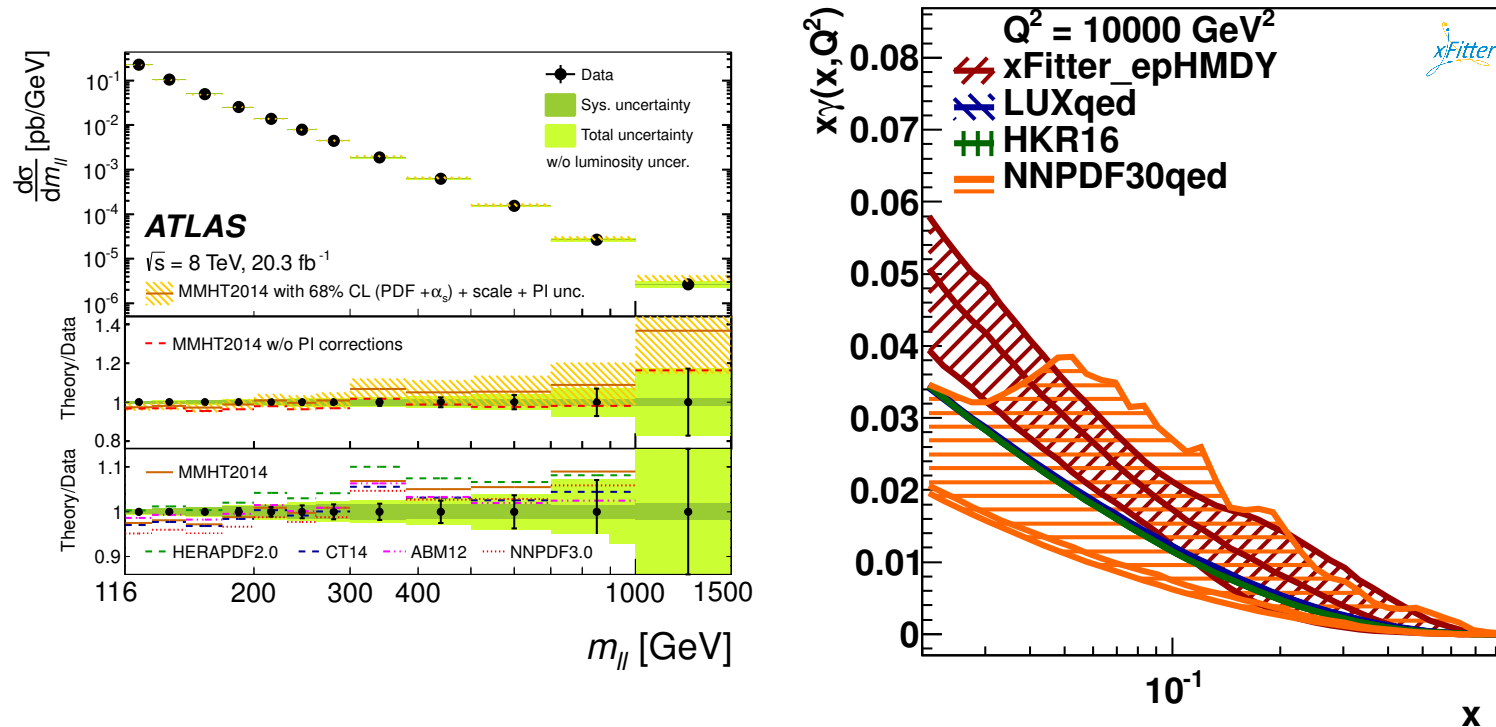 dσ/dm_ll [pb/GeV]
10^-1
10^-2
10^-3
10^-4
10^-5
10^-6
Data
Sys. uncertainty
Total uncertainty
w/o luminosity uncer.
ATLAS
√s = 8 TeV, 20.3 fb^-1
MMHT2014 with 68% CL (PDF +α_s) + scale + PI unc.
Theory/Data
1.4
1.2
1
0.8
MMHT2014 w/o PI corrections
Theory/Data
1.1
1
0.9
MMHT2014
HERAPDF2.0 CT14 ABM12 NNPDF3.0
116 200 300 400 1000 1500
m_ll [GeV]
xγ(x,Q²)
Q² = 10000 GeV²
xFitter_epHMDY
LUXqed
HKR16
NNPDF30qed
xFitter
0.08
0.07
0.06
0.05
0.04
0.03
0.02
0.01
0
10^-1
x